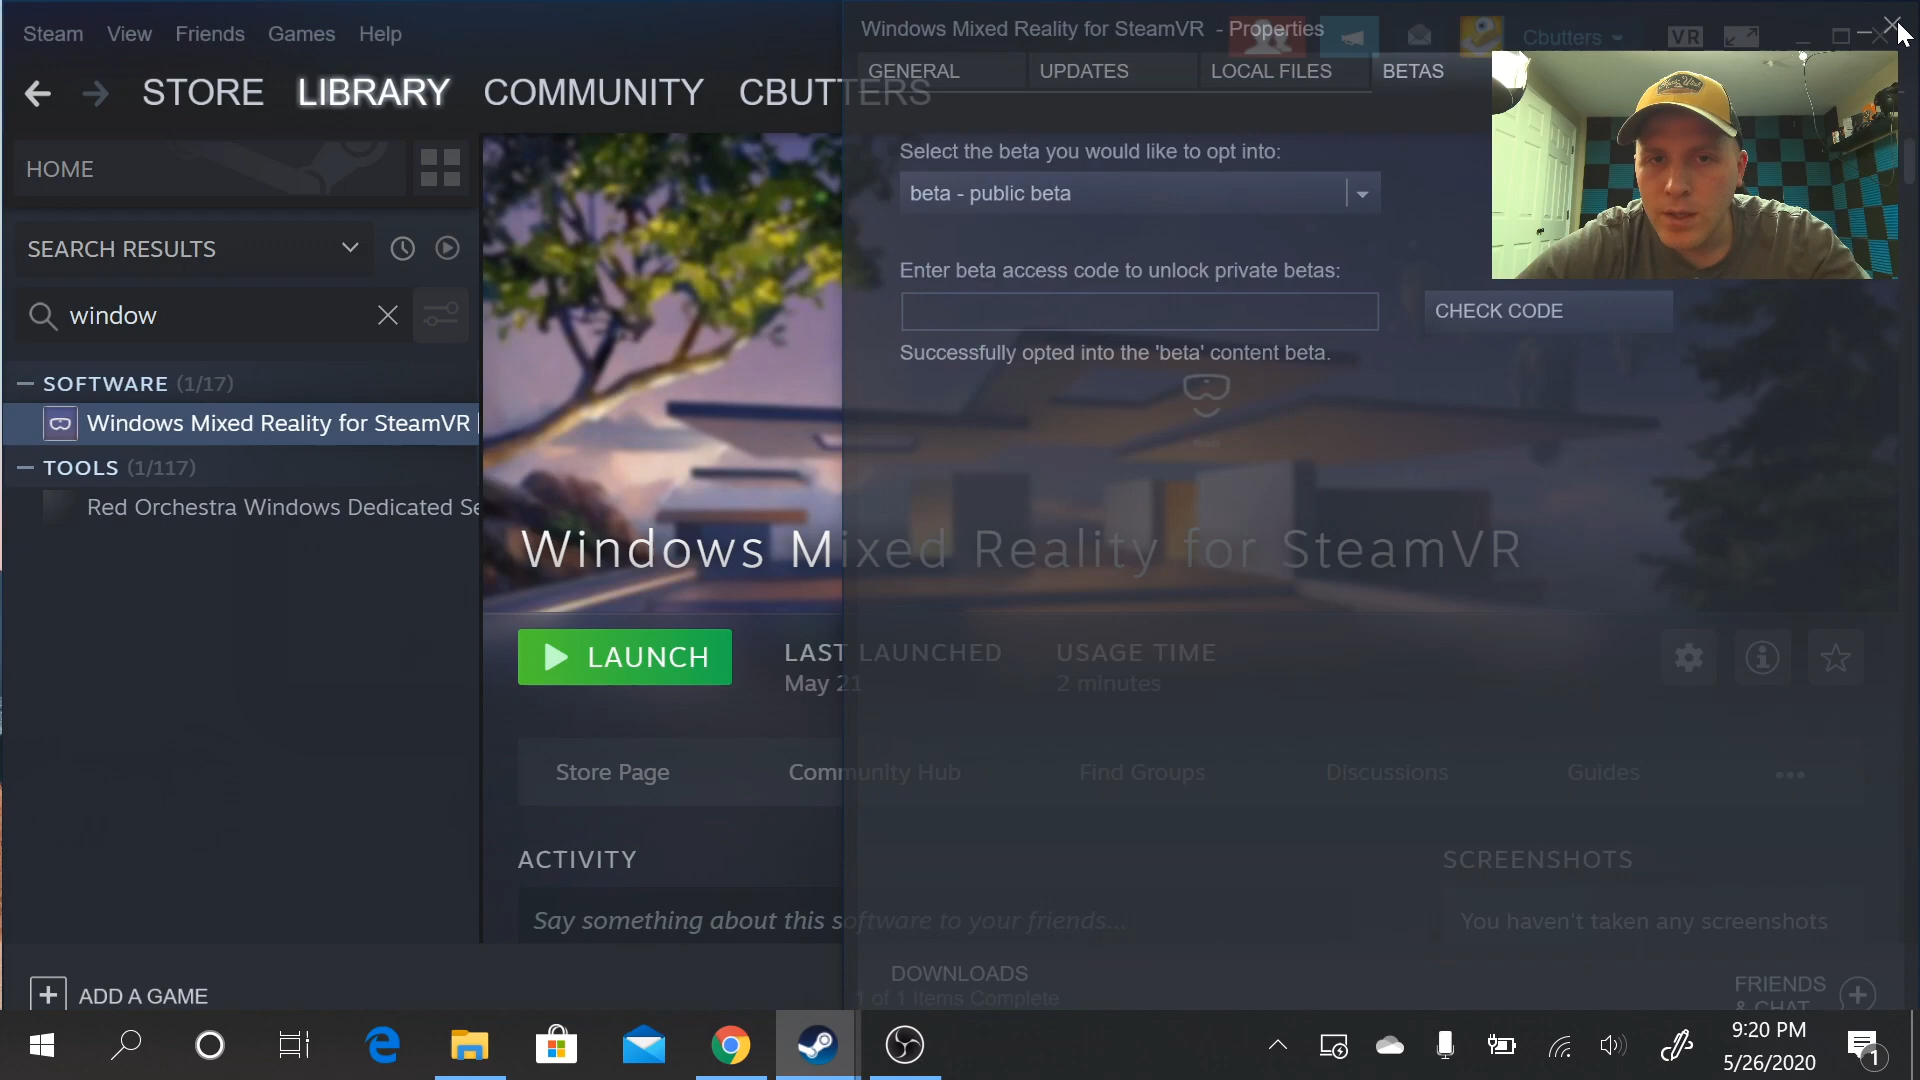 Steam View Friends Games Help
Windows Mixed Reality for SteamVR - Properties
Cbutters
VR
STORE LIBRARY COMMUNITY CBUTTERS
GENERAL UPDATES LOCAL FILES BETAS
HOME
Select the beta you would like to opt into:
beta - public beta
SEARCH RESULTS
window
Enter beta access code to unlock private betas:
CHECK CODE
Successfully opted into the 'beta' content beta.
— SOFTWARE (1/17)
Windows Mixed Reality for SteamVR
— TOOLS (1/117)
Red Orchestra Windows Dedicated Se
Windows Mixed Reality for SteamVR
LAUNCH
LAST LAUNCHED
May 21
USAGE TIME
2 minutes
Store Page Community Hub Find Groups Discussions Guides •••
ACTIVITY
SCREENSHOTS
Say something about this software to your friends...
You haven't taken any screenshots
DOWNLOADS
1 of 1 Items Complete
FRIENDS
& CHAT
ADD A GAME
9:20 PM
5/26/2020
1